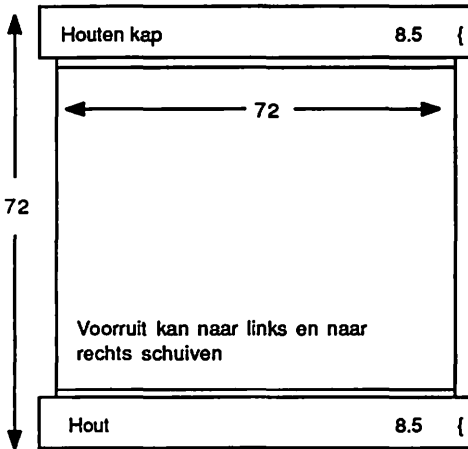 Houten kap 8.5 {
72
72
Voorruit kan naar links en naar
rechts schuiven
Hout 8.5 {